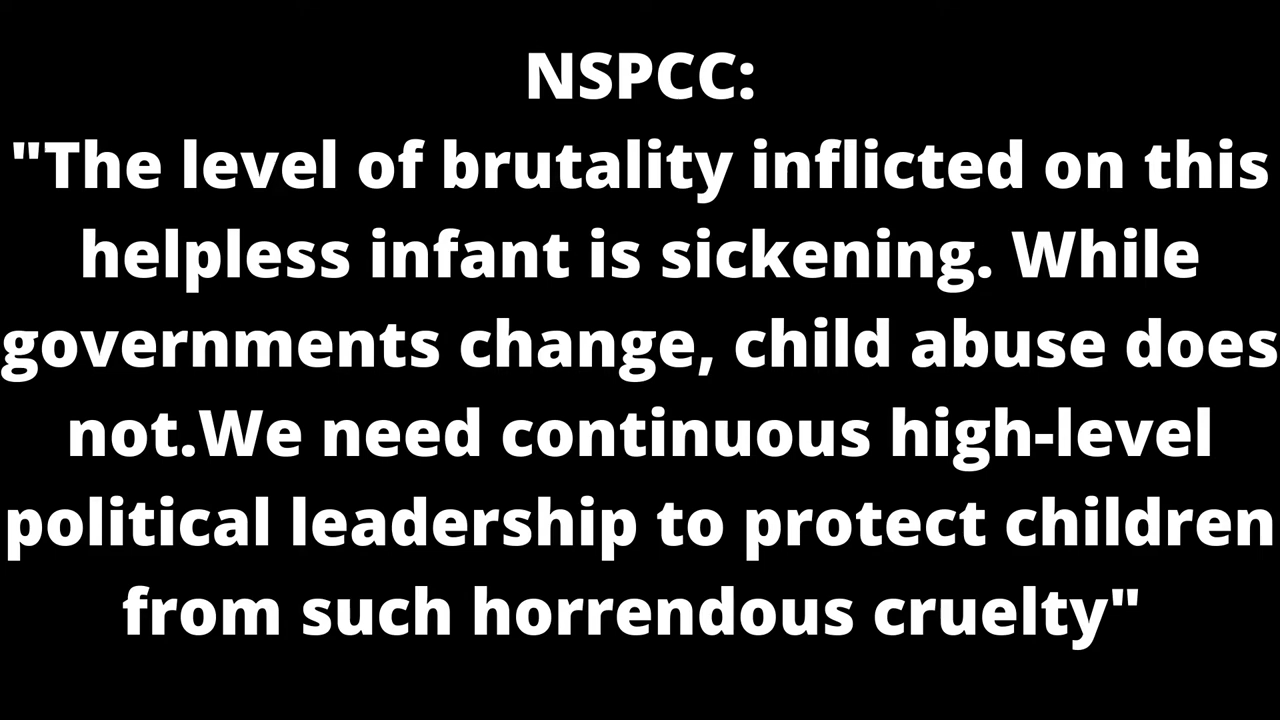 NSPCC:
"The level of brutality inflicted on this
helpless infant is sickening. While
governments change, child abuse does
not.We need continuous high-level
political leadership to protect children
from such horrendous cruelty"